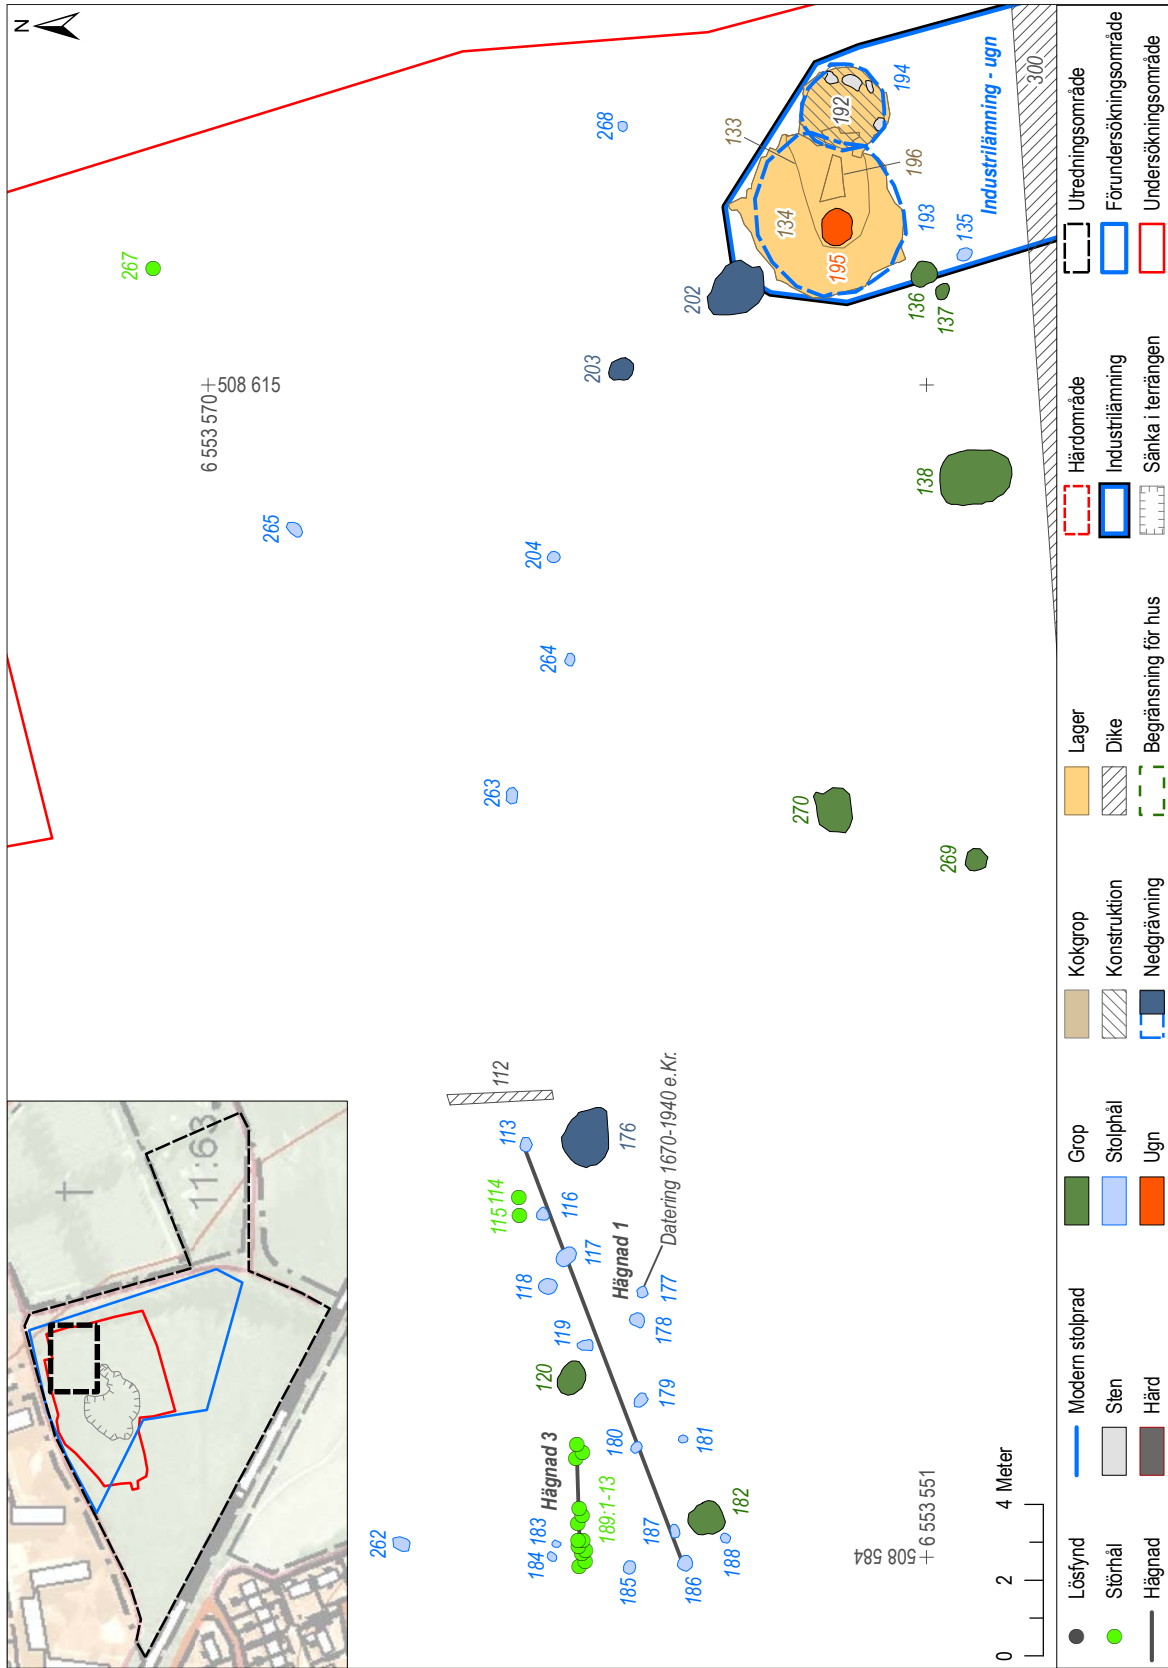 N
11:63
267
6 553 570
508 615
265
204
264
263
268
133
192
194
134
196
193
195
135
Industrilämning - ugn
202
203
136
137
138
300
270
269
112
113
176
115 114
116
117
118
Hägnad 1
Datering 1670-1940 e.Kr.
177
178
119
120
179
180
181
Hägnad 3
189:1-13
184 183
187
182
185
186
188
262
508 584
6 553 551
0 2 4 Meter
Lösfynd
Störhål
Hägnad
Modern stolprad
Sten
Härd
Grop
Stolphål
Ugn
Kokgrop
Konstruktion
Nedgrävning
Lager
Dike
Begränsning för hus
Härdområde
Industrilämning
Sänka i terrängen
Utredningsområde
Förundersökningsområde
Undersökningsområde